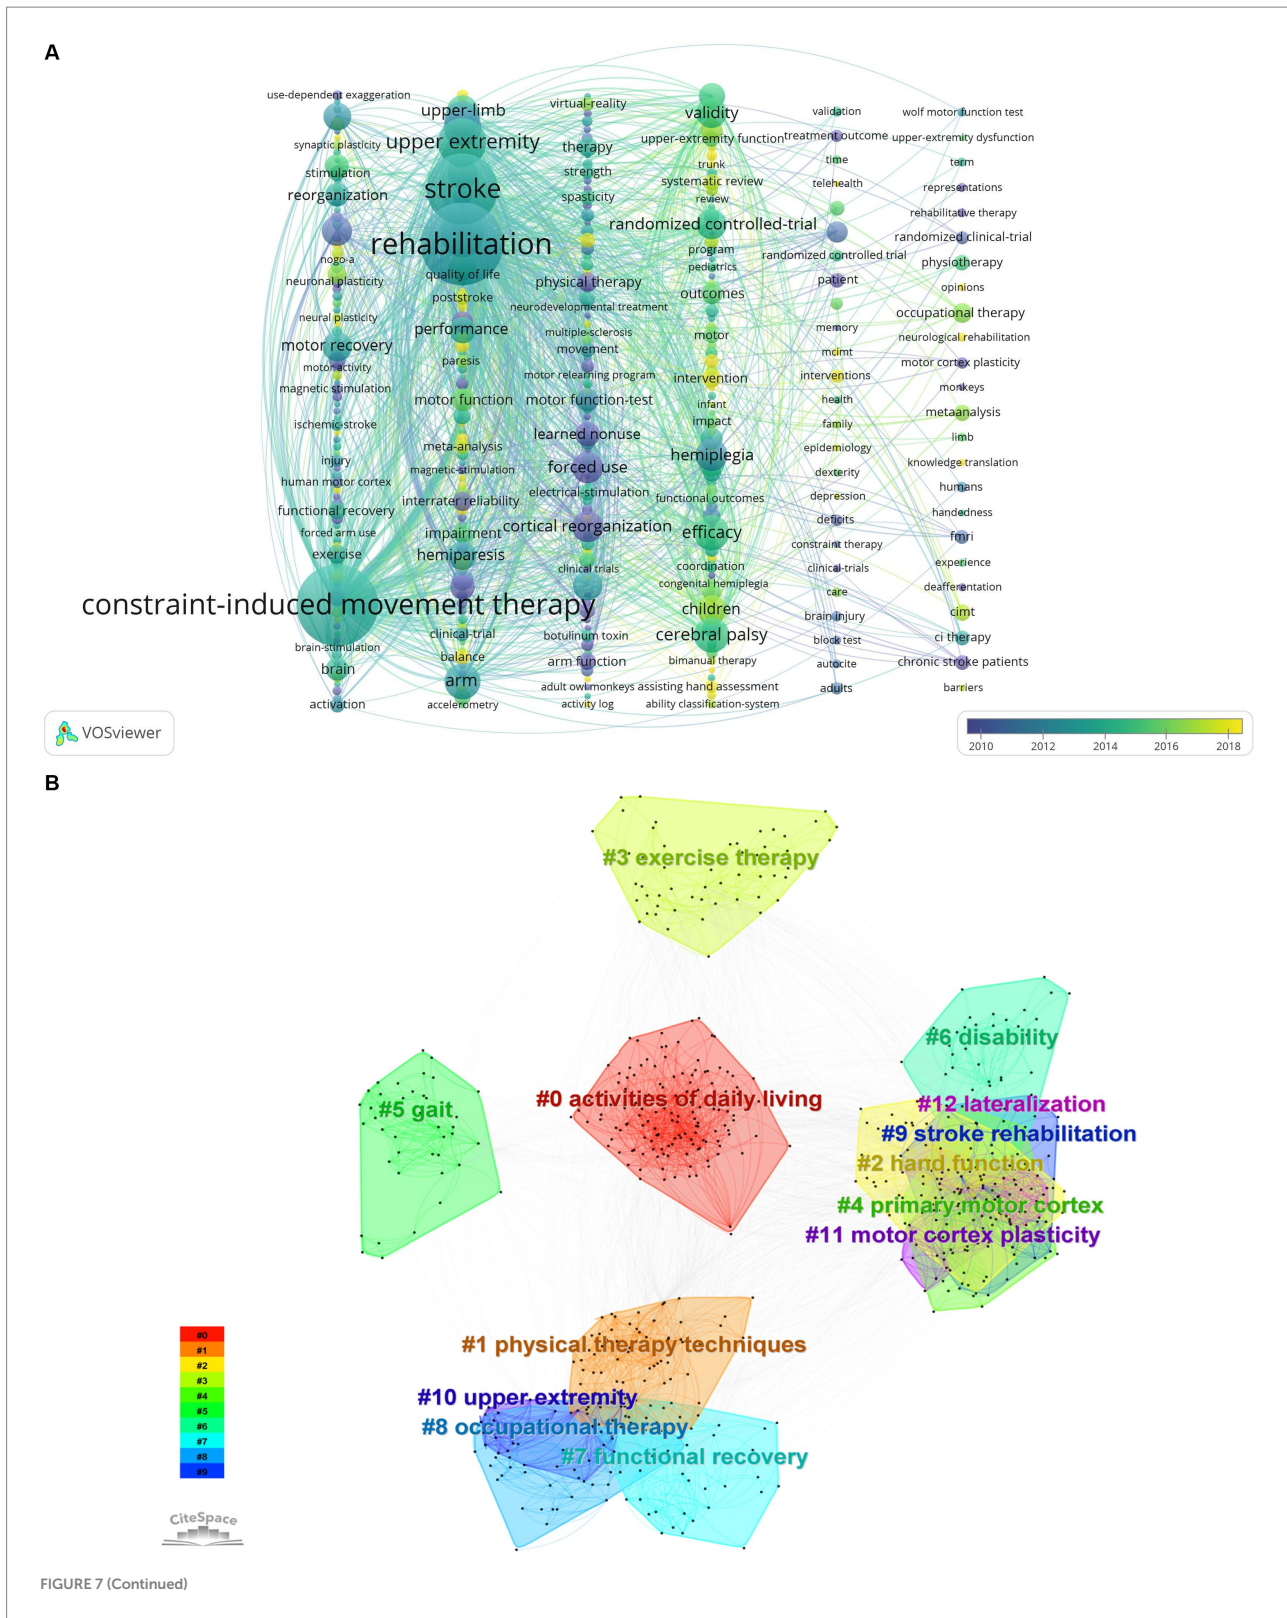 A
use-dependent exaggeration
synaptic plasticity
stimulation
reorganization
nogo-a
neuronal plasticity
neural plasticity
motor recovery
motor activity
magnetic stimulation
ischemic-stroke
injury
human motor cortex
functional recovery
forced arm use
exercise
constraint-induced movement therapy
brain-stimulation
brain
activation
upper-limb
upper extremity
stroke
rehabilitation
quality of life
poststroke
performance
paresis
motor function
meta-analysis
magnetic-stimulation
interrater reliability
impairment
hemiparesis
clinical-trial
balance
arm
accelerometry
virtual-reality
therapy
strength
spasticity
physical therapy
neurodevelopmental treatment
multiple-sclerosis
movement
motor relearning program
motor function-test
learned nonuse
forced use
electrical-stimulation
cortical reorganization
clinical trials
botulinum toxin
arm function
adult owl monkeys
activity log
validity
upper-extremity function
trunk
systematic review
review
randomized controlled-trial
program
pediatrics
outcomes
motor
intervention
infant
impact
hemiplegia
functional outcomes
efficacy
coordination
congenital hemiplegia
children
cerebral palsy
bimanual therapy
assisting hand assessment
ability classification-system
validation
treatment outcome
time
telehealth
randomized controlled trial
patient
memory
mcimt
interventions
health
family
epidemiology
dexterity
depression
deficits
constraint therapy
clinical-trials
care
brain injury
block test
autocite
adults
wolf motor function test
upper-extremity dysfunction
term
representations
rehabilitative therapy
randomized clinical-trial
physiotherapy
opinions
occupational therapy
neurological rehabilitation
motor cortex plasticity
monkeys
metaanalysis
limb
knowledge translation
humans
handedness
fmri
experience
deafferentation
cimt
ci therapy
chronic stroke patients
barriers
VOSviewer
2010 2012 2014 2016 2018
B
#3 exercise therapy
#6 disability
#0 activities of daily living
#5 gait
#12 lateralization
#9 stroke rehabilitation
#2 hand function
#4 primary motor cortex
#11 motor cortex plasticity
#1 physical therapy techniques
#10 upper extremity
#8 occupational therapy
#7 functional recovery
#0
#1
#2
#3
#4
#5
#6
#7
#8
#9
CiteSpace
FIGURE 7 (Continued)